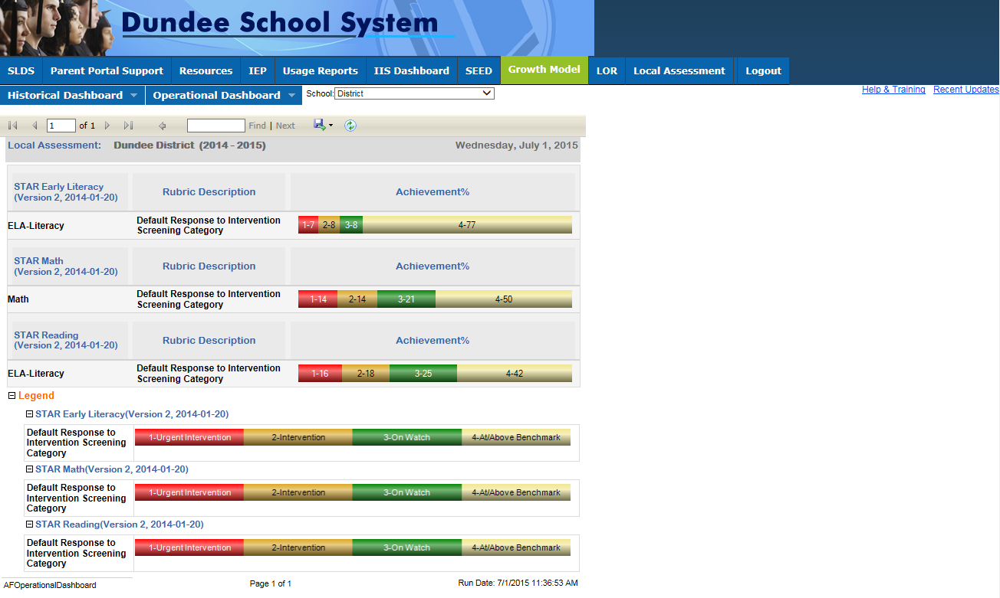 Dundee School System
SLDS Parent Portal Support Resources IEP Usage Reports IIS Dashboard SEED Growth Model LOR Local Assessment Logout
Historical Dashboard Operational Dashboard School: District Help & Training Recent Updates
1 of 1 Find | Next
Local Assessment: Dundee District (2014 - 2015) Wednesday, July 1, 2015
STAR Early Literacy
(Version 2, 2014-01-20) Rubric Description Achievement%
ELA-Literacy Default Response to Intervention
Screening Category 1-7 2-8 3-8 4-77
STAR Math
(Version 2, 2014-01-20) Rubric Description Achievement%
Math Default Response to Intervention
Screening Category 1-14 2-14 3-21 4-50
STAR Reading
(Version 2, 2014-01-20) Rubric Description Achievement%
ELA-Literacy Default Response to Intervention
Screening Category 1-16 2-18 3-25 4-42
Legend
STAR Early Literacy(Version 2, 2014-01-20)
Default Response to
Intervention Screening
Category 1-Urgent Intervention 2-Intervention 3-On Watch 4-At/Above Benchmark
STAR Math(Version 2, 2014-01-20)
Default Response to
Intervention Screening
Category 1-Urgent Intervention 2-Intervention 3-On Watch 4-At/Above Benchmark
STAR Reading(Version 2, 2014-01-20)
Default Response to
Intervention Screening
Category 1-Urgent Intervention 2-Intervention 3-On Watch 4-At/Above Benchmark
AFOperationalDashboard Page 1 of 1 Run Date: 7/1/2015 11:36:53 AM